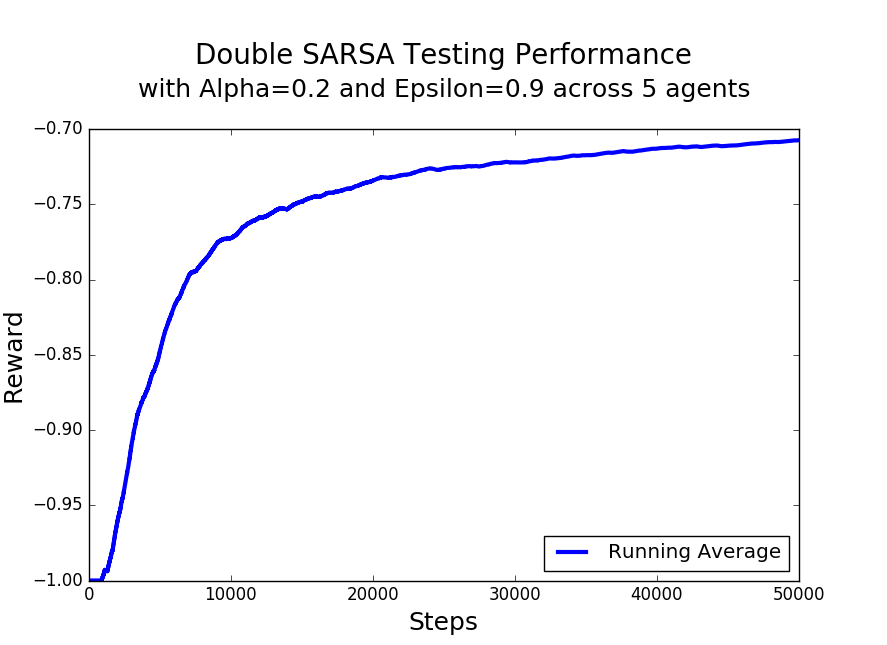 Double SARSA Testing Performance
with Alpha=0.2 and Epsilon=0.9 across 5 agents
−0.70
−0.75
−0.80
−0.85
−0.90
−0.95
−1.00
Reward
Running Average
0 10000 20000 30000 40000 50000
Steps